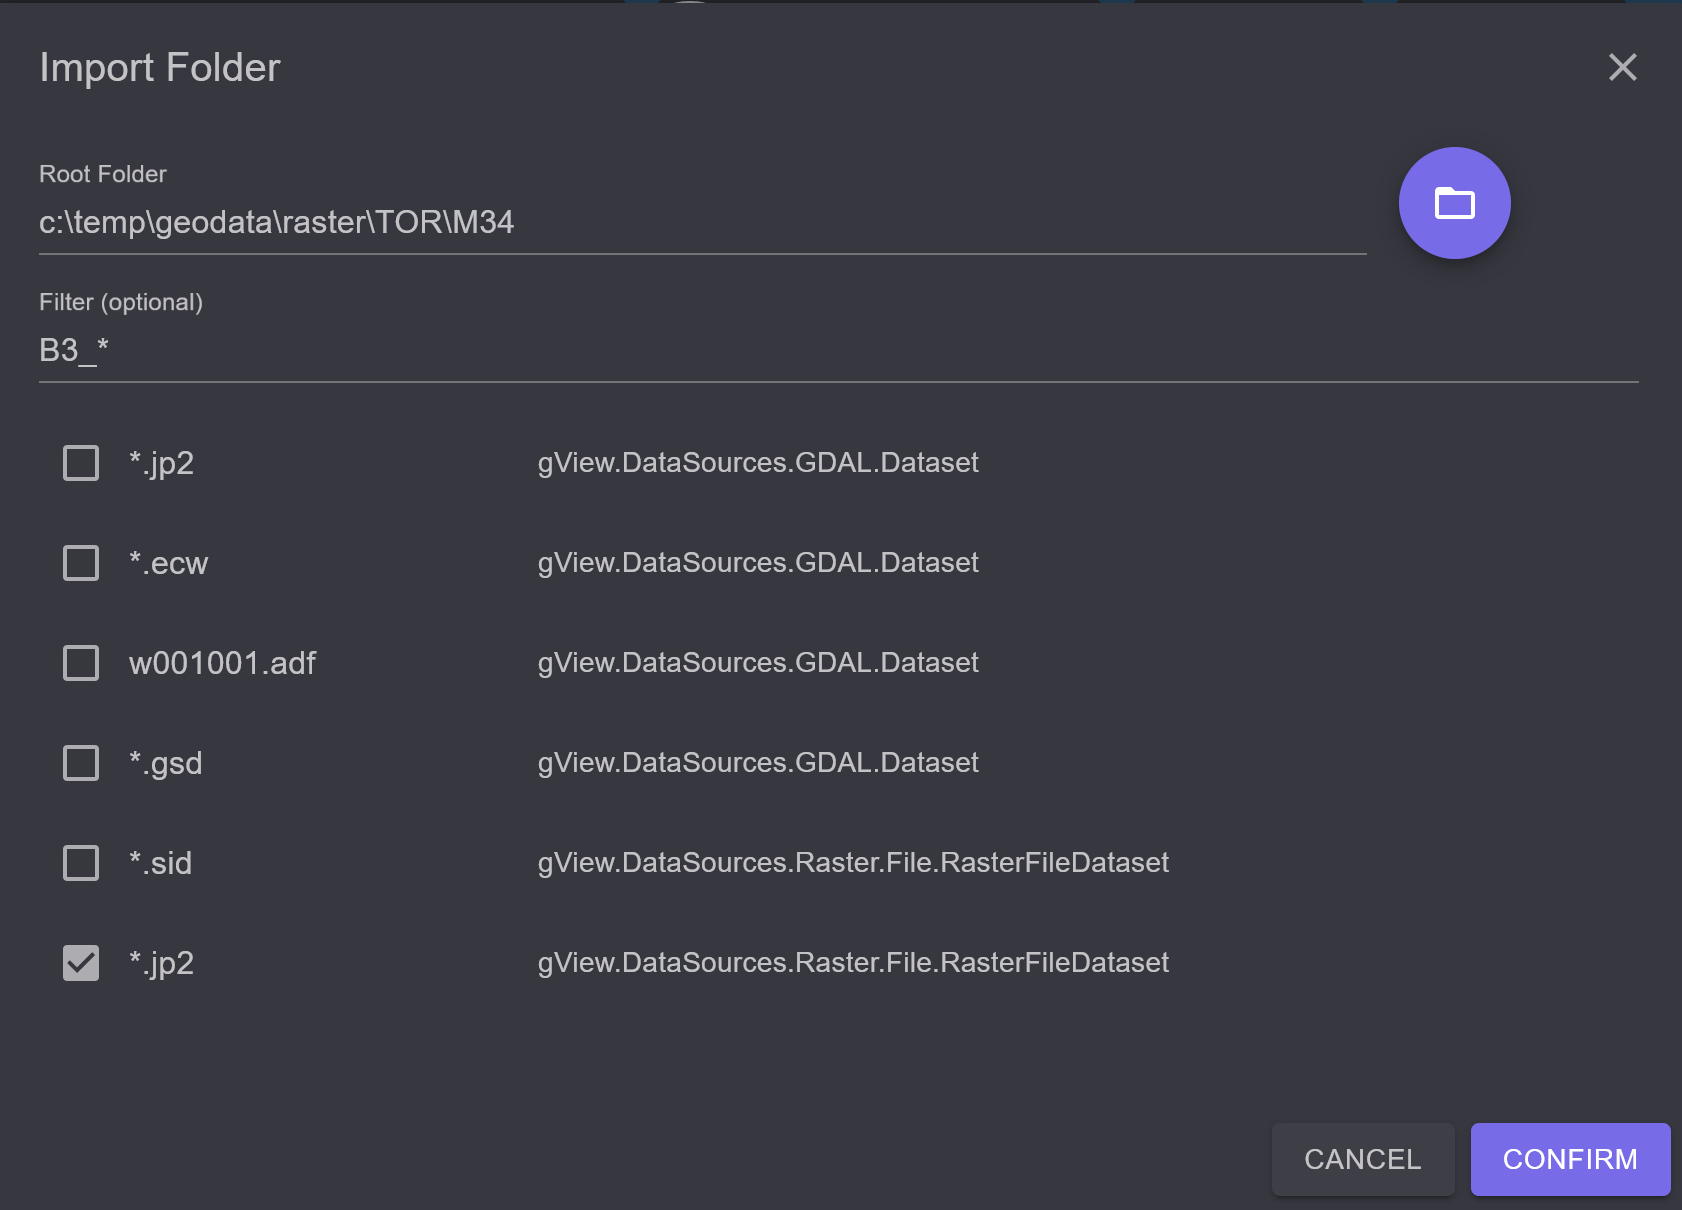 Import Folder
Root Folder
c:\temp\geodata\raster\TOR\M34
Filter (optional)
B3_*
*.jp2 gView.DataSources.GDAL.Dataset
*.ecw gView.DataSources.GDAL.Dataset
w001001.adf gView.DataSources.GDAL.Dataset
*.gsd gView.DataSources.GDAL.Dataset
*.sid gView.DataSources.Raster.File.RasterFileDataset
*.jp2 gView.DataSources.Raster.File.RasterFileDataset
CANCEL CONFIRM